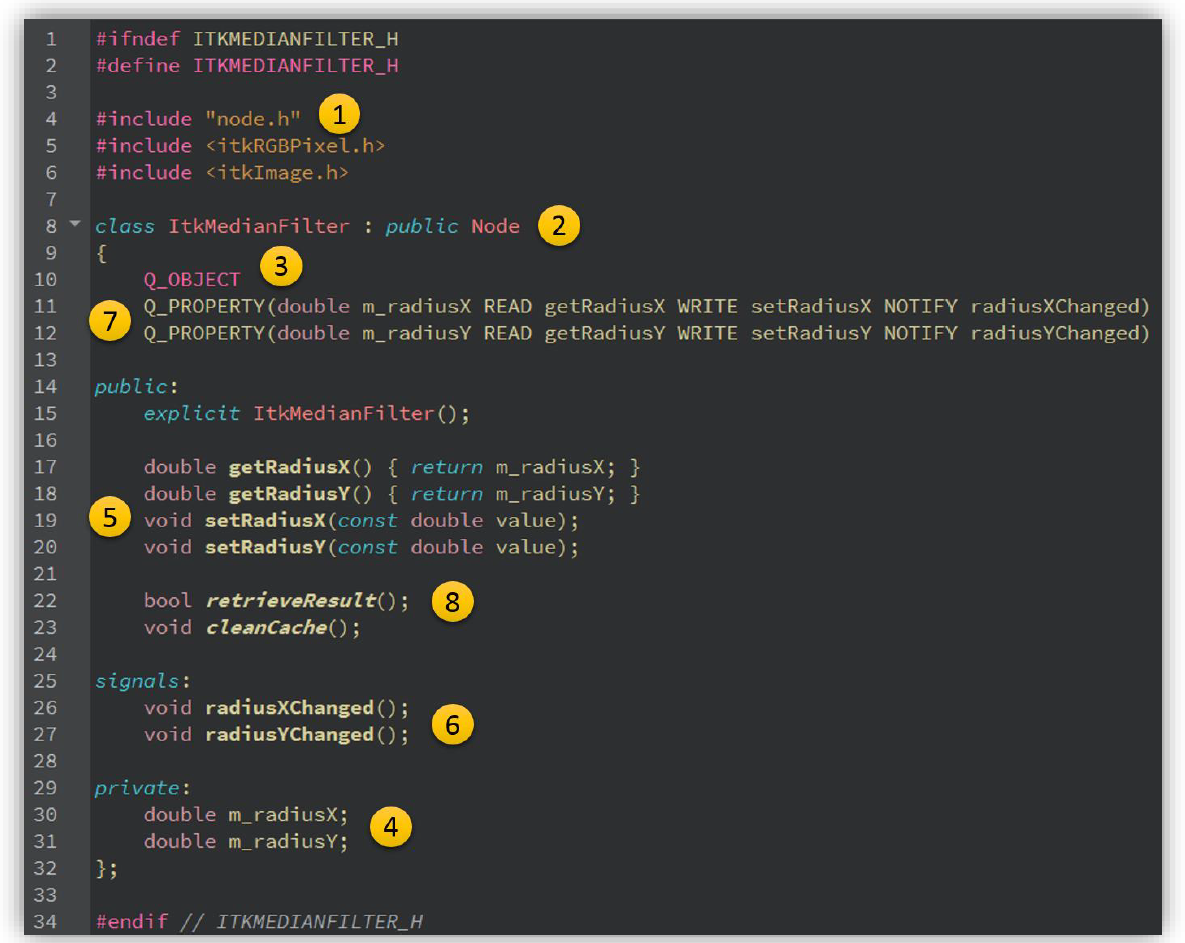 1 #ifndef ITKMEDIANFILTER_H
2 #define ITKMEDIANFILTER_H
3
4 #include "node.h" 1
5 #include <itkRGBPixel.h>
6 #include <itkImage.h>
7
8 class ItkMedianFilter : public Node 2
9 {
10 Q_OBJECT 3
11 Q_PROPERTY(double m_radiusX READ getRadiusX WRITE setRadiusX NOTIFY radiusXChanged)
7
12 Q_PROPERTY(double m_radiusY READ getRadiusY WRITE setRadiusY NOTIFY radiusYChanged)
13
14 public:
15 explicit ItkMedianFilter();
16
17 double getRadiusX() { return m_radiusX; }
18 double getRadiusY() { return m_radiusY; }
19 5 void setRadiusX(const double value);
20 void setRadiusY(const double value);
21
22 bool retrieveResult(); 8
23 void cleanCache();
24
25 signals:
26 void radiusXChanged();
27 void radiusYChanged(); 6
28
29 private:
30 double m_radiusX;
31 double m_radiusY; 4
32 };
33
34 #endif // ITKMEDIANFILTER_H